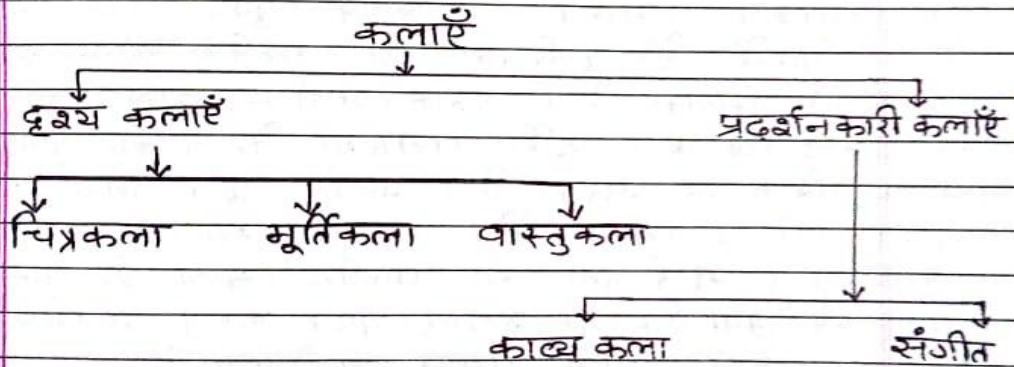 कलाएँ
दृश्य कलाएँ प्रदर्शनकारी कलाएँ
चित्रकला मूर्तिकला वास्तुकला
काव्य कला संगीत